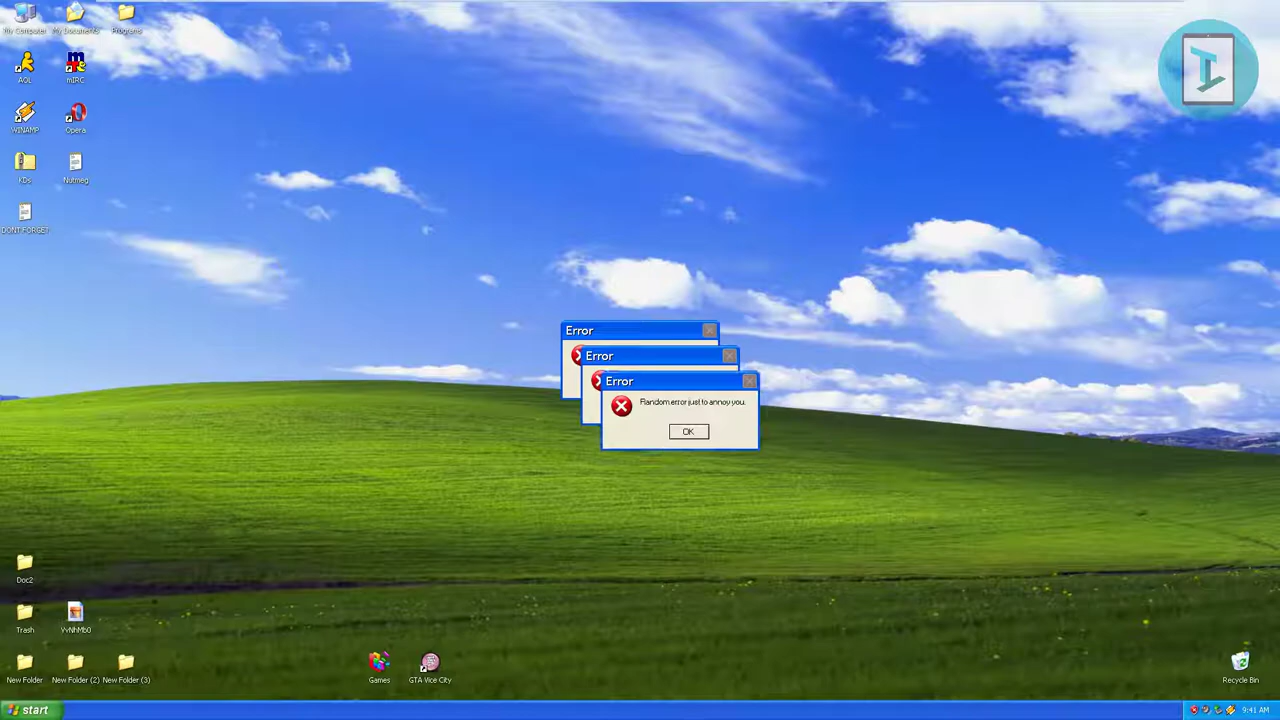 My Computer
My Documents
Programs
AOL
mIRC
WINAMP
Opera
KDs
Nutmeg
DONT FORGET
Error
Error
Error
Random error just to annoy you.
OK
Doc2
Trash
New Folder
New Folder (2)
New Folder (3)
Games
GTA Vice City
Recycle Bin
start
9:41 AM